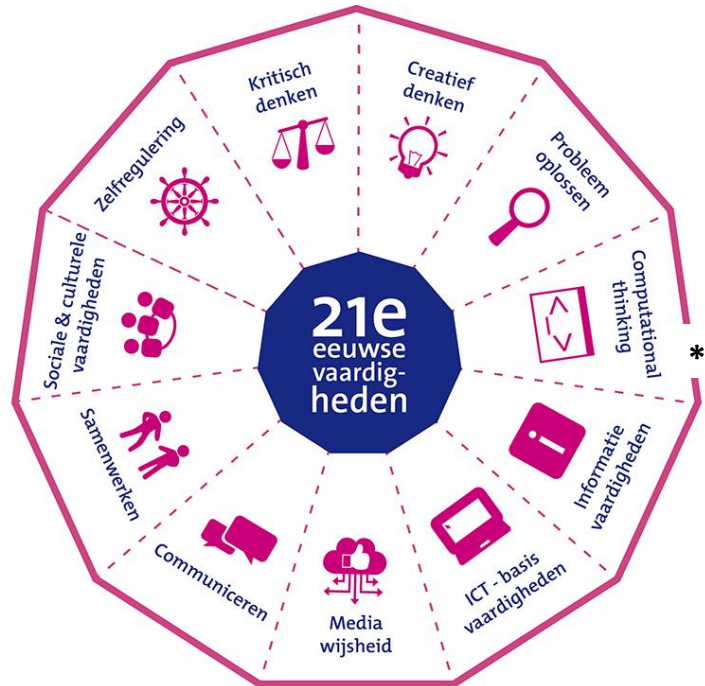 Kritisch
denken
Creatief
denken
Probleem
oplossen
Computational
thinking
*
Informatie
vaardigheden
ICT - basis
vaardigheden
Media
wijsheid
Communiceren
Samenwerken
Sociale & culturele
vaardigheden
Zelfregulering
21e
eeuwse
vaardig-
heden